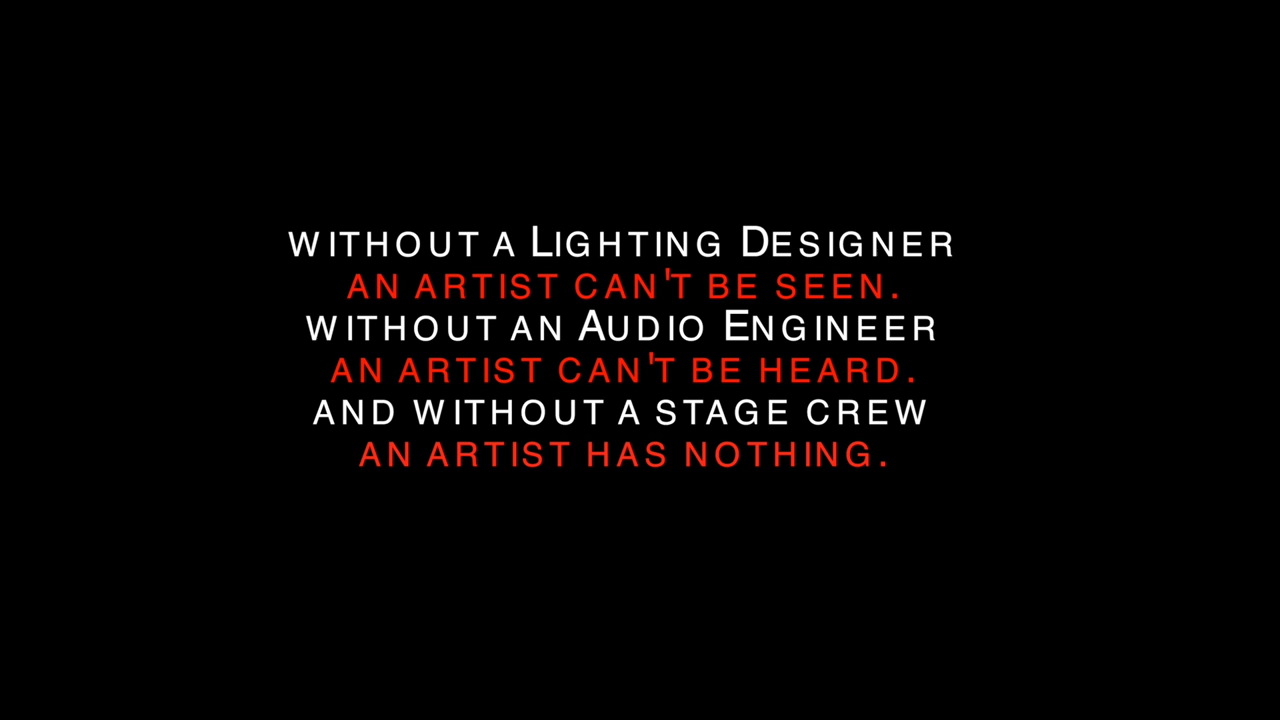 WITHOUT A LIGHTING DESIGNER
AN ARTIST CAN'T BE SEEN.
WITHOUT AN AUDIO ENGINEER
AN ARTIST CAN'T BE HEARD.
AND WITHOUT A STAGE CREW
AN ARTIST HAS NOTHING.